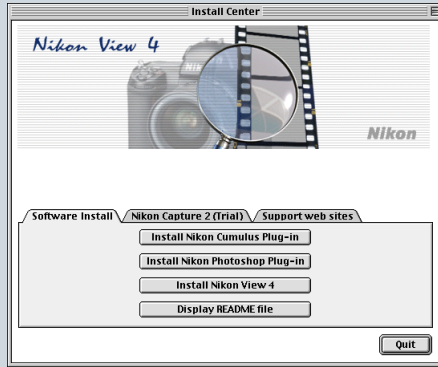 Install Center
Nikon View 4
Nikon
Nikon
Software Install
Nikon Capture 2 (Trial)
Support web sites
Install Nikon Cumulus Plug-in
Install Nikon Photoshop Plug-in
Install Nikon View 4
Display README file
Quit